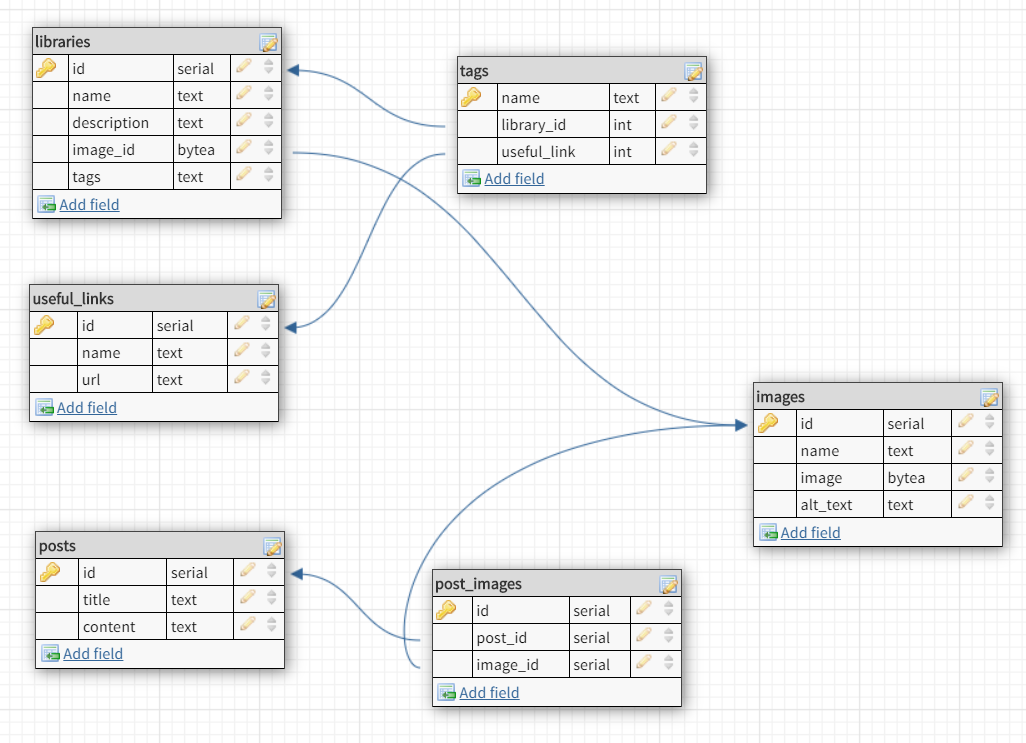 libraries
id serial
name text
description text
image_id bytea
tags text
Add field
tags
name text
library_id int
useful_link int
Add field
useful_links
id serial
name text
url text
Add field
images
id serial
name text
image bytea
alt_text text
Add field
posts
id serial
title text
content text
Add field
post_images
id serial
post_id serial
image_id serial
Add field